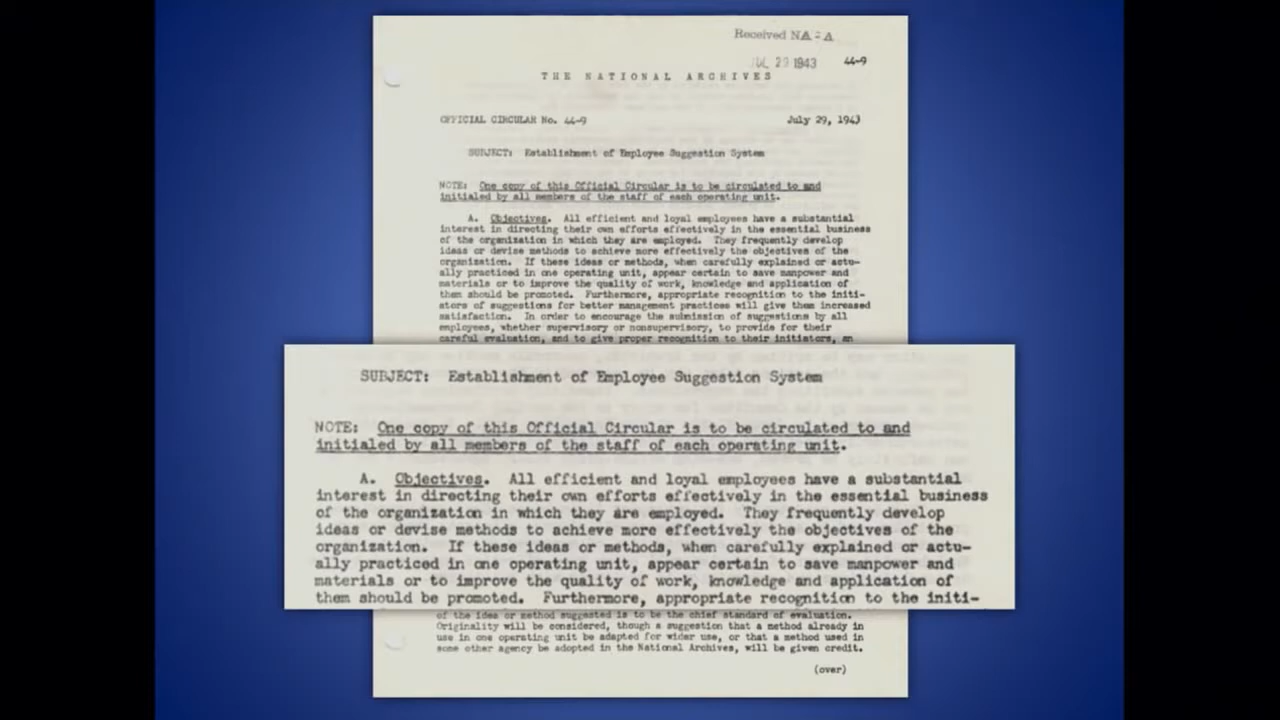 Received NA
JUL 29 1943 44-9
THE NATIONAL ARCHIVES
OFFICIAL CIRCULAR No. 44-9 July 29, 1943
SUBJECT: Establishment of Employee Suggestion System
NOTE: One copy of this Official Circular is to be circulated to and
initialed by all members of the staff of each operating unit.
A. Objectives. All efficient and loyal employees have a substantial
interest in directing their own efforts effectively in the essential business
of the organization in which they are employed. They frequently develop
ideas or devise methods to achieve more effectively the objectives of the
organization. If these ideas or methods, when carefully explained or actu-
ally practiced in one operating unit, appear certain to save manpower and
materials or to improve the quality of work, knowledge and application of
them should be promoted. Furthermore, appropriate recognition to the initi-
ators of suggestions for better management practices will give them increased
satisfaction. In order to encourage the submission of suggestions by all
employees, whether supervisory or nonsupervisory, to provide for their
careful evaluation, and to give proper recognition to their initiators, an
SUBJECT: Establishment of Employee Suggestion System
NOTE: One copy of this Official Circular is to be circulated to and
initialed by all members of the staff of each operating unit.
A. Objectives. All efficient and loyal employees have a substantial
interest in directing their own efforts effectively in the essential business
of the organization in which they are employed. They frequently develop
ideas or devise methods to achieve more effectively the objectives of the
organization. If these ideas or methods, when carefully explained or actu-
ally practiced in one operating unit, appear certain to save manpower and
materials or to improve the quality of work, knowledge and application of
them should be promoted. Furthermore, appropriate recognition to the initi-
of the idea or method suggested is to be the chief standard of evaluation.
Originality will be considered, though a suggestion that a method already in
use in one operating unit be adapted for wider use, or that a method used in
some other agency be adopted in the National Archives, will be given credit.
(over)